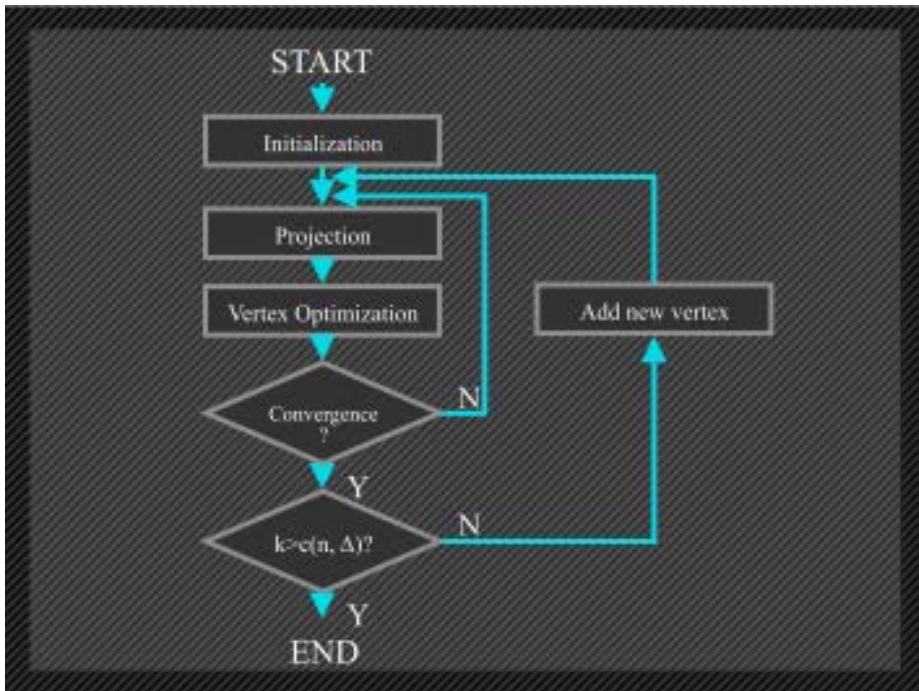 START
Initialization
Projection
Vertex Optimization
Add new vertex
Convergence
?
N
Y
k>c(n, Δ)?
N
Y
END